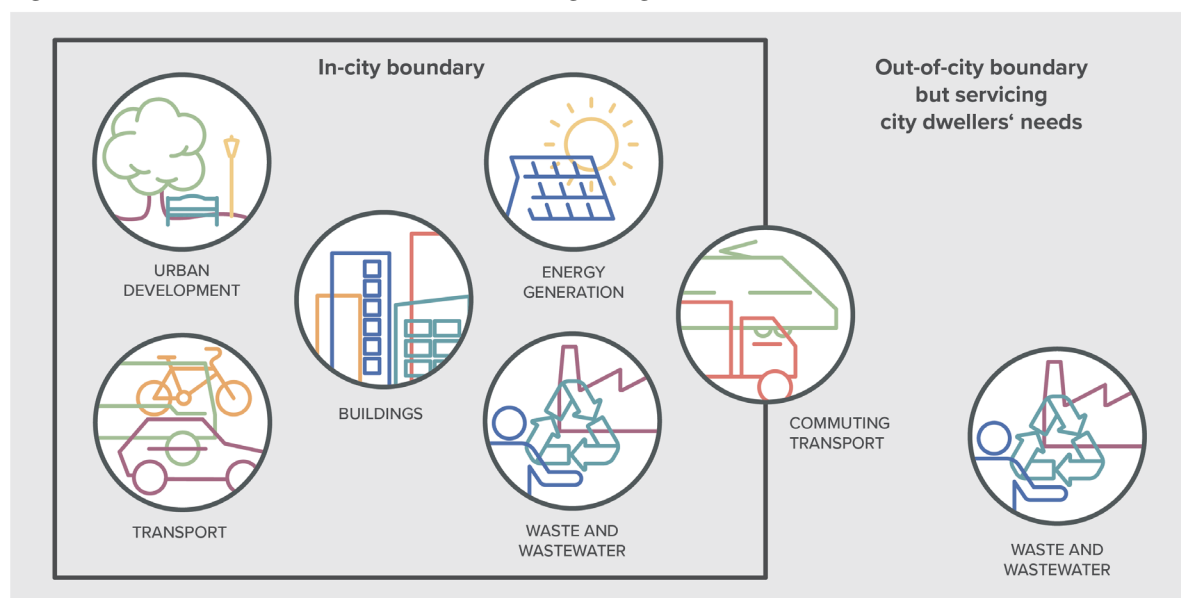 In-city boundary
Out-of-city boundary
but servicing
city dwellers‘ needs
URBAN
DEVELOPMENT
ENERGY
GENERATION
BUILDINGS
COMMUTING
TRANSPORT
TRANSPORT
WASTE AND
WASTEWATER
WASTE AND
WASTEWATER